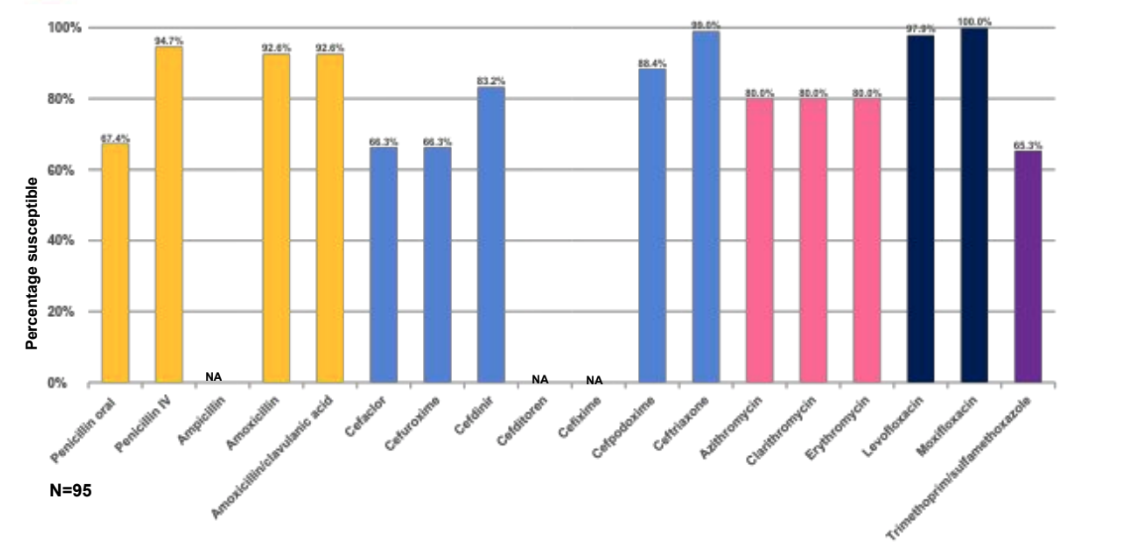 100%
80%
60%
40%
20%
0%
Percentage susceptible
67.4%
94.7%
NA
92.6%
92.6%
66.3%
66.3%
83.2%
NA
NA
88.4%
99.0%
80.0%
80.0%
80.0%
97.9%
100.0%
65.3%
Penicillin oral
Penicillin IV
Ampicillin
Amoxicillin
Amoxicillin/clavulanic acid
Cefaclor
Cefuroxime
Cefdinir
Cefditoren
Cefixime
Cefpodoxime
Ceftriaxone
Azithromycin
Clarithromycin
Erythromycin
Levofloxacin
Moxifloxacin
Trimethoprim/sulfamethoxazole
N=95